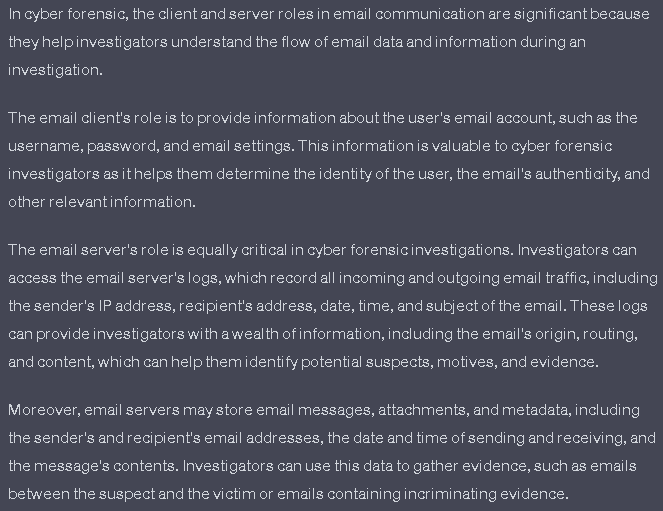 In cyber forensic, the client and server roles in email communication are significant because
they help investigators understand the flow of email data and information during an
investigation.
The email client's role is to provide information about the user's email account, such as the
username, password, and email settings. This information is valuable to cyber forensic
investigators as it helps them determine the identity of the user, the email's authenticity, and
other relevant information.
The email server's role is equally critical in cyber forensic investigations. Investigators can
access the email server's logs, which record all incoming and outgoing email traffic, including
the sender's IP address, recipient's address, date, time, and subject of the email. These logs
can provide investigators with a wealth of information, including the email's origin, routing,
and content, which can help them identify potential suspects, motives, and evidence.
Moreover, email servers may store email messages, attachments, and metadata, including
the sender's and recipient's email addresses, the date and time of sending and receiving, and
the message's contents. Investigators can use this data to gather evidence, such as emails
between the suspect and the victim or emails containing incriminating evidence.